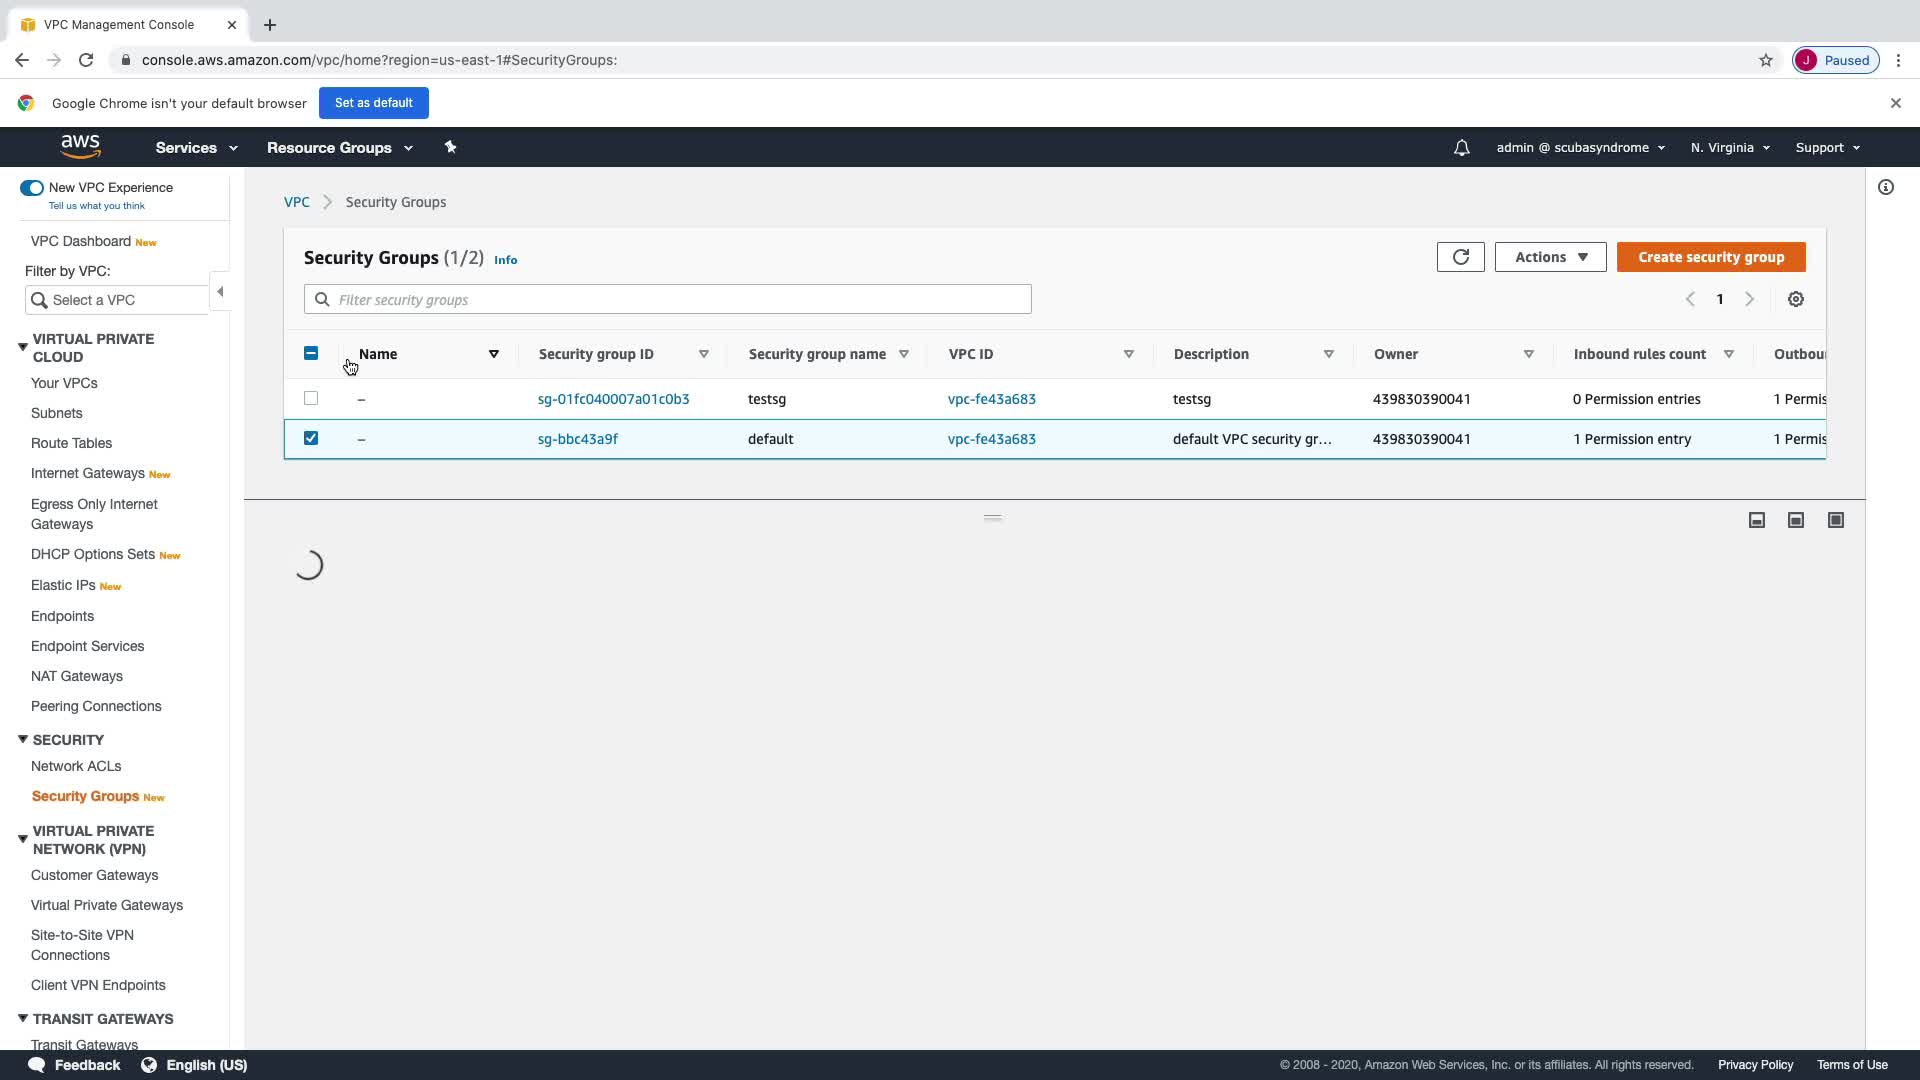 VPC Management Console
console.aws.amazon.com/vpc/home?region=us-east-1#SecurityGroups:
J Paused
Google Chrome isn't your default browser Set as default
aws Services Resource Groups admin @ scubasyndrome N. Virginia Support
New VPC Experience
Tell us what you think
VPC Dashboard New
Filter by VPC:
Select a VPC
VIRTUAL PRIVATE
CLOUD
Your VPCs
Subnets
Route Tables
Internet Gateways New
Egress Only Internet
Gateways
DHCP Options Sets New
Elastic IPs New
Endpoints
Endpoint Services
NAT Gateways
Peering Connections
SECURITY
Network ACLs
Security Groups New
VIRTUAL PRIVATE
NETWORK (VPN)
Customer Gateways
Virtual Private Gateways
Site-to-Site VPN
Connections
Client VPN Endpoints
TRANSIT GATEWAYS
Transit Gateways
VPC Security Groups
Security Groups (1/2) Info Actions Create security group
Filter security groups 1
Name Security group ID Security group name VPC ID Description Owner Inbound rules count Outbou
– sg-01fc040007a01c0b3 testsg vpc-fe43a683 testsg 439830390041 0 Permission entries 1 Permis
– sg-bbc43a9f default vpc-fe43a683 default VPC security gr... 439830390041 1 Permission entry 1 Permis
Feedback English (US) © 2008 - 2020, Amazon Web Services, Inc. or its affiliates. All rights reserved. Privacy Policy Terms of Use